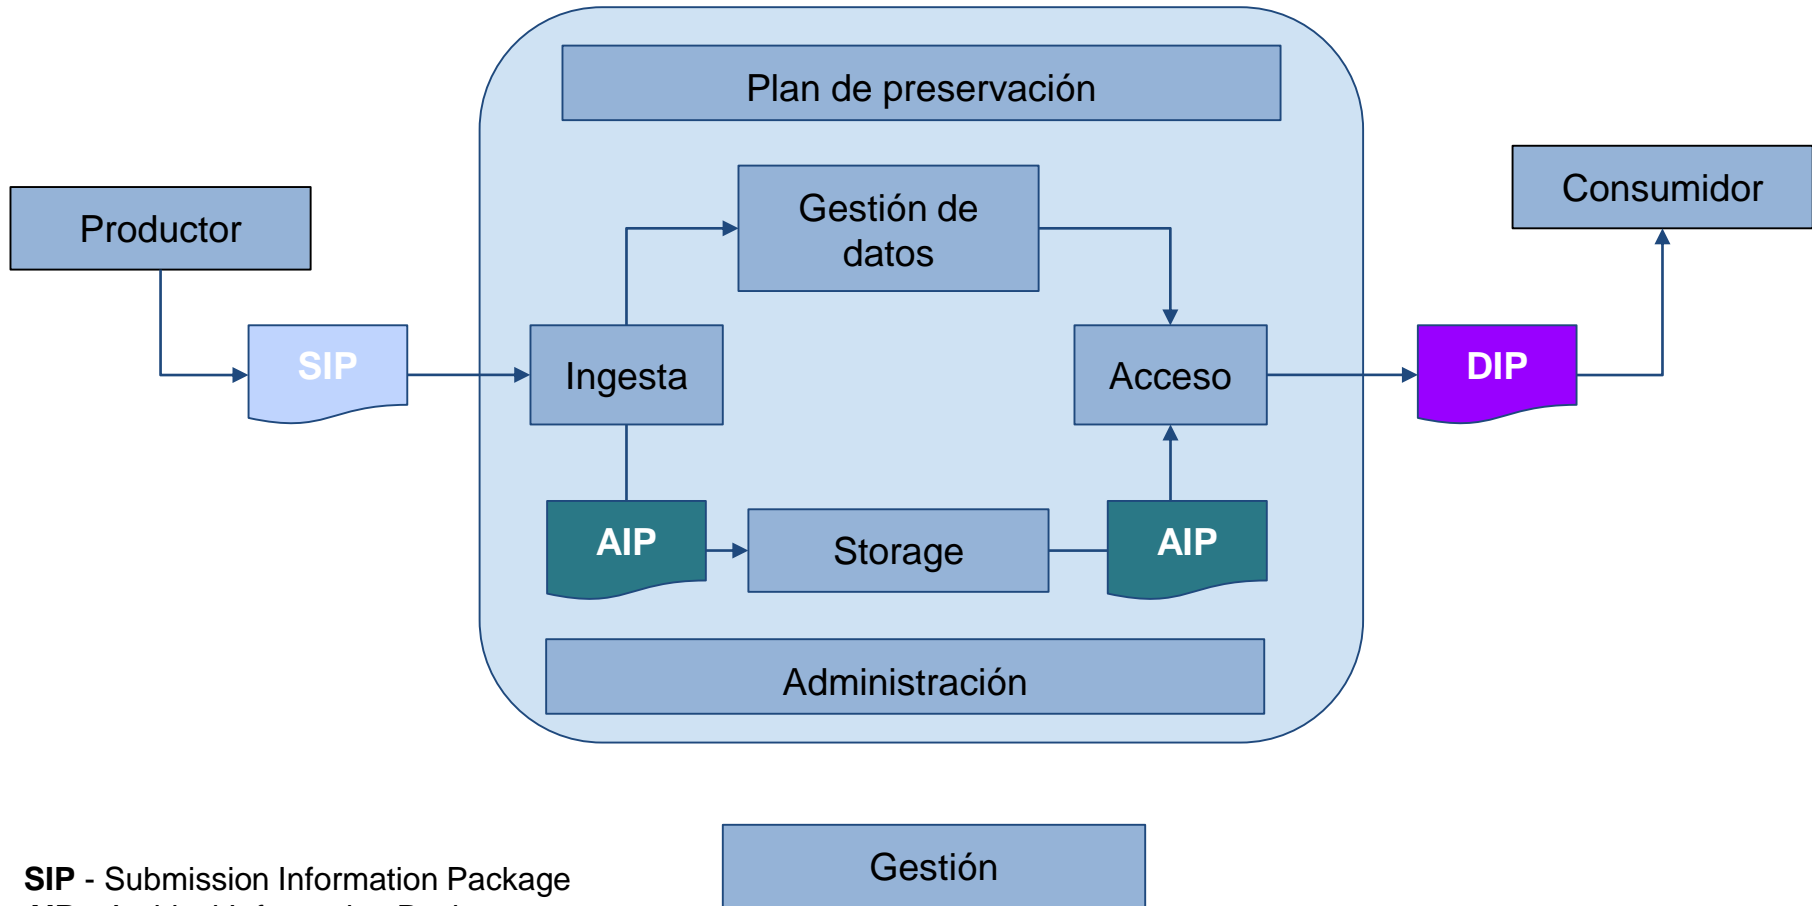 Plan de preservación
Productor
Gestión de
datos
Consumidor
SIP
Ingesta
Acceso
DIP
AIP
Storage
AIP
Administración
Gestión
SIP - Submission Information Package